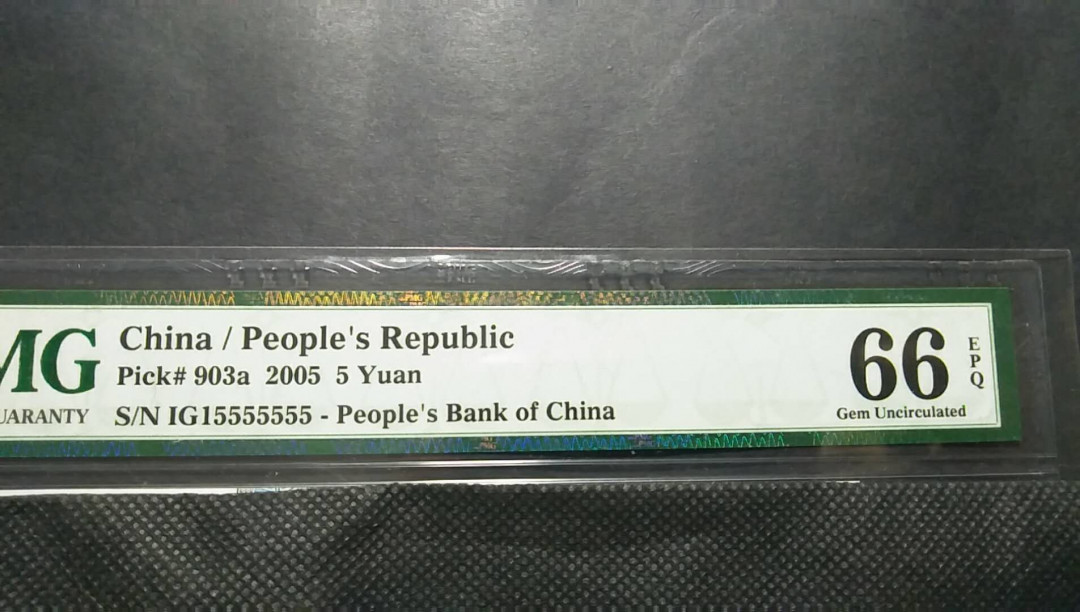 MG
UARANTY
China / People's Republic
Pick# 903a 2005 5 Yuan
S/N IG15555555 - People's Bank of China
66
EPQ
Gem Uncirculated